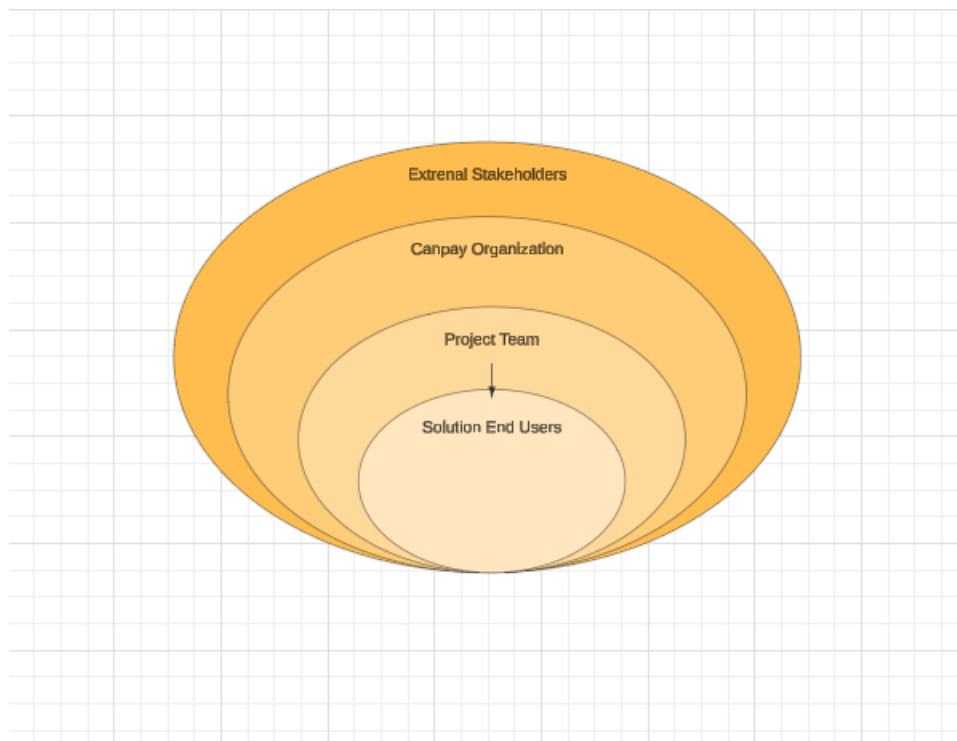 Extrenal Stakeholders
Canpay Organization
Project Team
Solution End Users